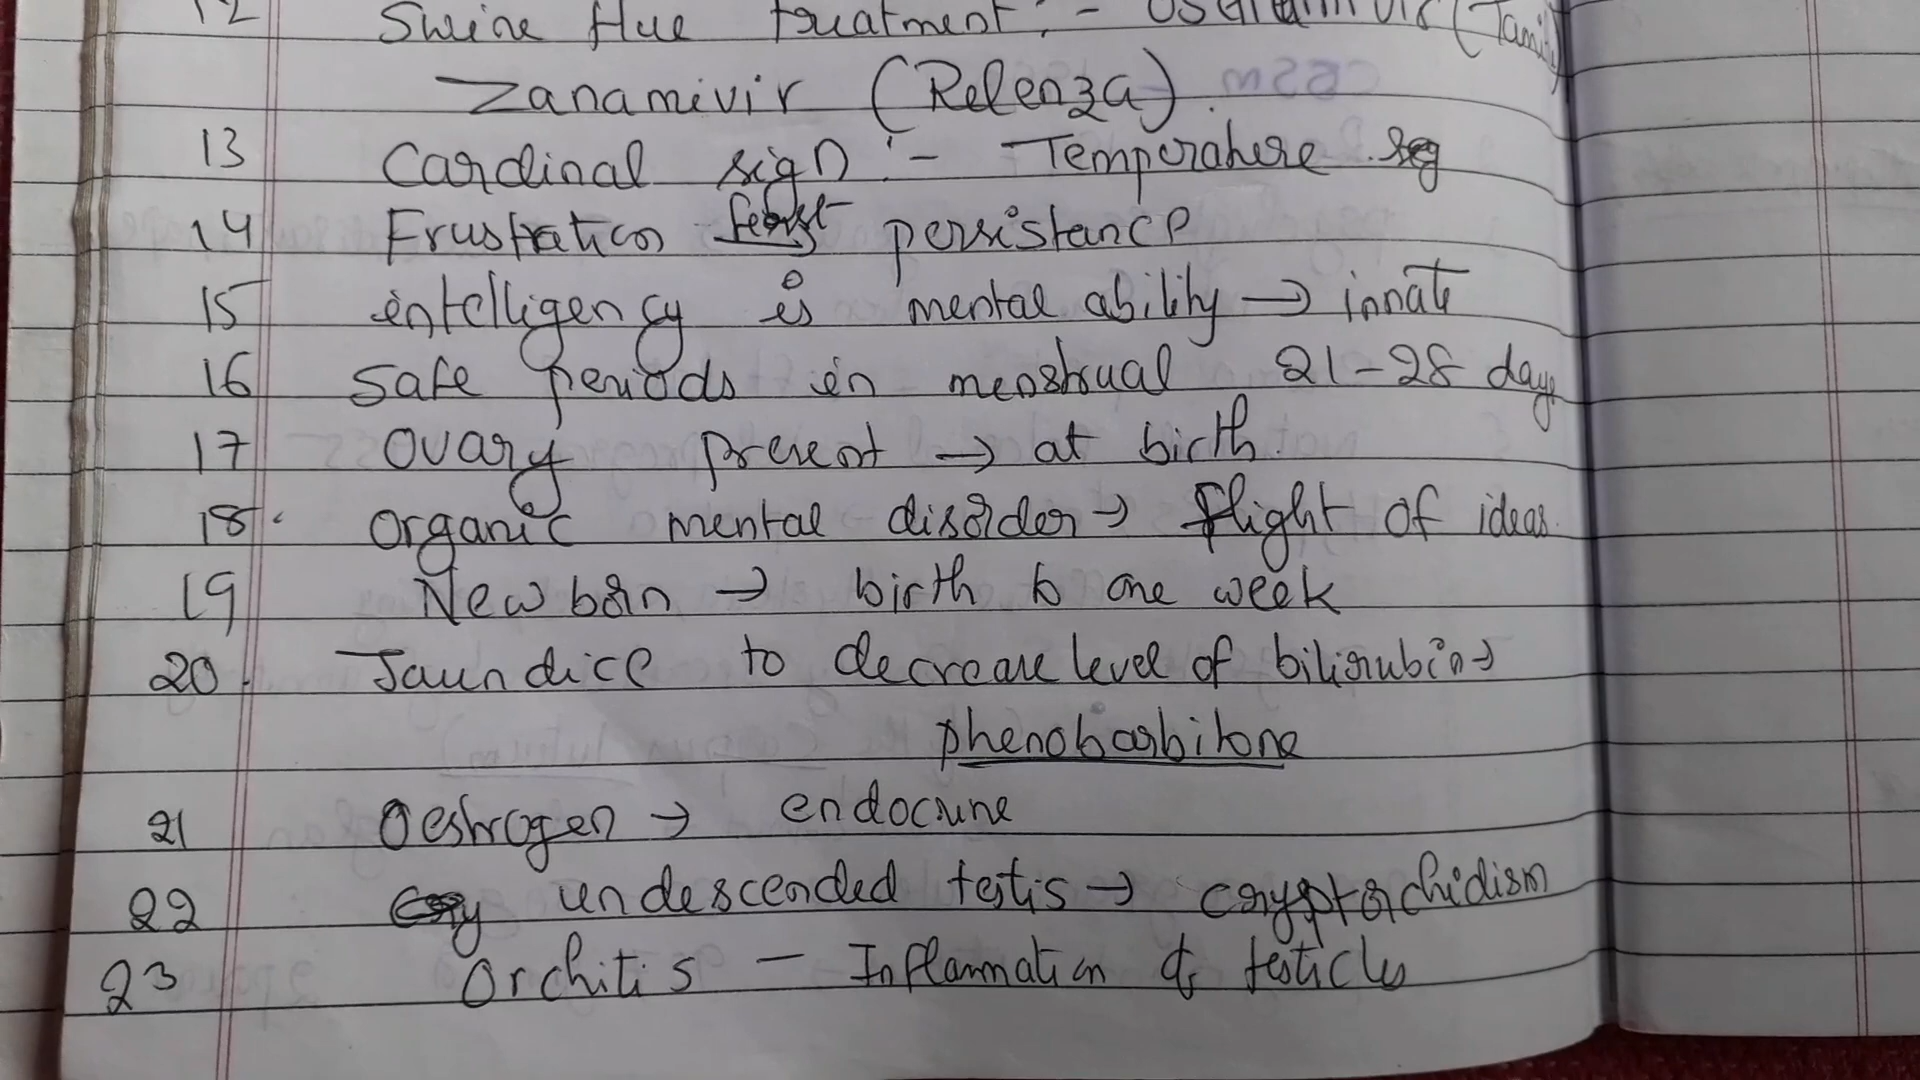 12 Swine flue treatment :- Oseltamivir (Tamif
Zanamivir (Relenza).
13 Cardinal sign :- Temperature
14 Frustration persistance
15 intelligency is mental ability → innate
16 Safe periods in menstrual 21-28 days
17 Ovary present → at birth.
18. Organic mental disorder → flight of ideas.
19 New born → birth to one week
20. Jaundice to decrease level of bilirubin →
phenobarbitone
21 Oestrogen → endocrine
22 undescended testis → cryptorchidism
23 Orchitis - Inflammation of testicles